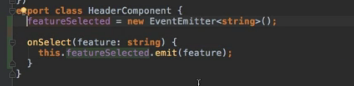 })
export class HeaderComponent {
featureSelected = new EventEmitter<string>();
onSelect(feature: string) {
this.featureSelected.emit(feature);
}
}